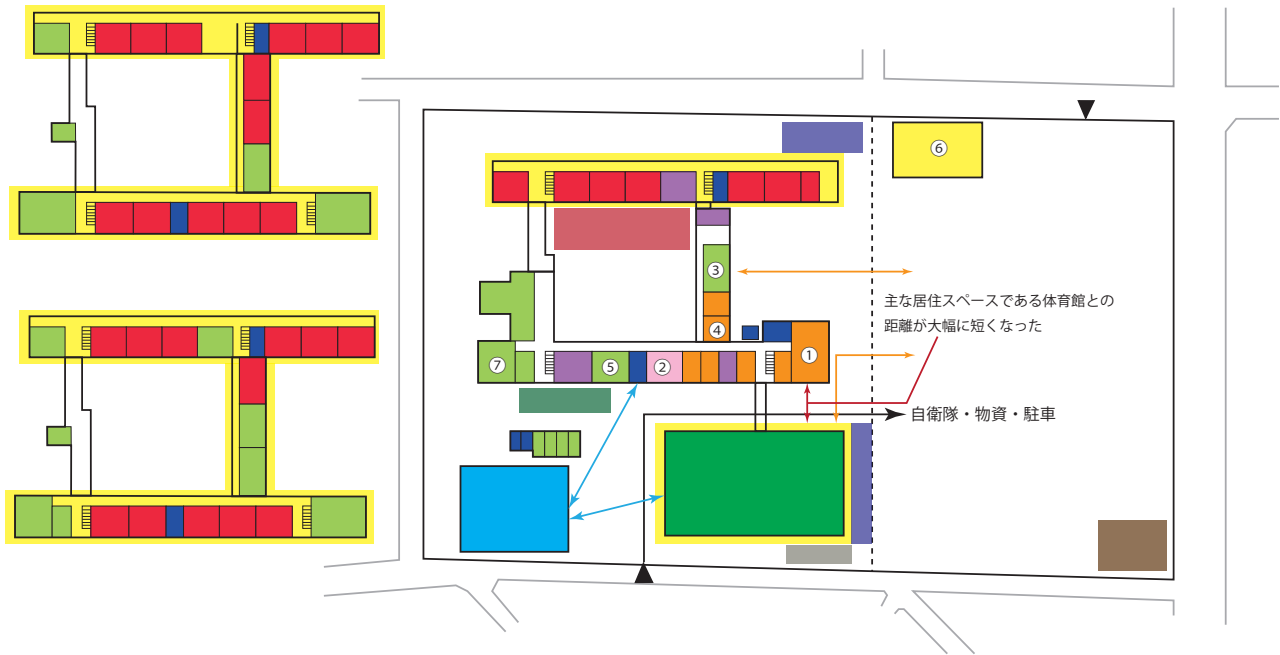 ⑥
③
主な居住スペースである体育館との
距離が大幅に短くなった
④
①
⑦
⑤
②
自衛隊・物資・駐車